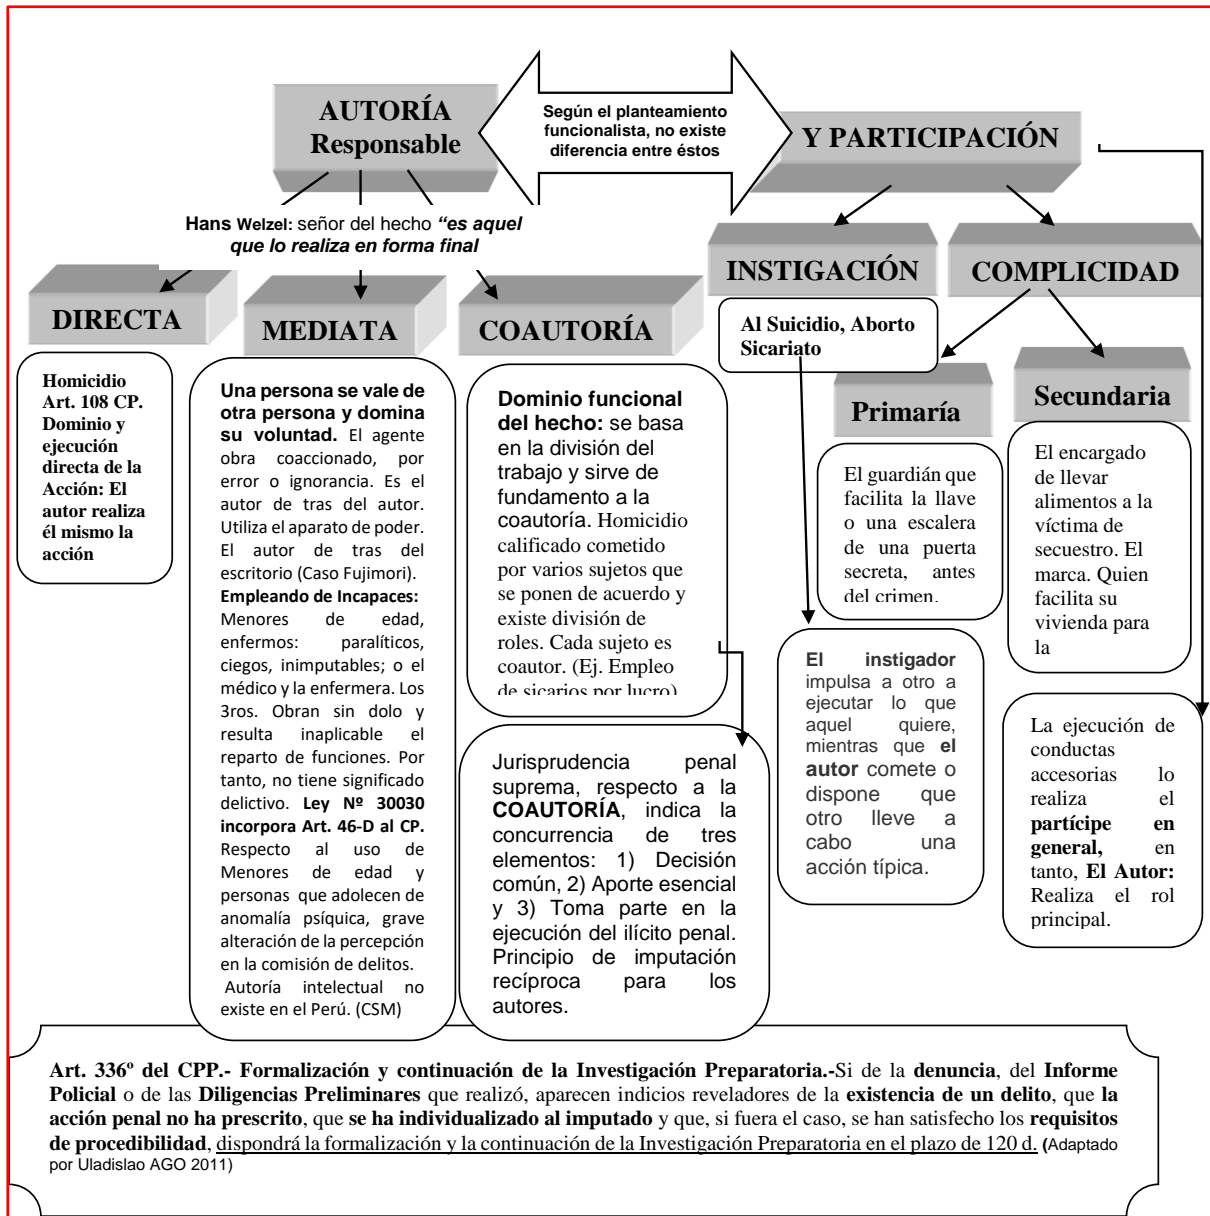 AUTORÍA
Responsable
Según el planteamiento
funcionalista, no existe
diferencia entre éstos
Y PARTICIPACIÓN
Hans Welzel: señor del hecho “es aquel
que lo realiza en forma final
DIRECTA
MEDIATA
COAUTORÍA
INSTIGACIÓN
COMPLICIDAD
Homicidio
Art. 108 CP.
Dominio y
ejecución
directa de la
Acción: El
autor realiza
él mismo la
acción
Una persona se vale de
otra persona y domina
su voluntad. El agente
obra coaccionado, por
error o ignorancia. Es el
autor de tras del autor.
Utiliza el aparato de poder.
El autor de tras del
escritorio (Caso Fujimori).
Empleando de Incapaces:
Menores de edad,
enfermos: paralíticos,
ciegos, inimputables; o el
médico y la enfermera. Los
3ros. Obran sin dolo y
resulta inaplicable el
reparto de funciones. Por
tanto, no tiene significado
delictivo. Ley Nº 30030
incorpora Art. 46-D al CP.
Respecto al uso de
Menores de edad y
personas que adolecen de
anomalía psíquica, grave
alteración de la percepción
en la comisión de delitos.
Autoría intelectual no
existe en el Perú. (CSM)
Dominio funcional
del hecho: se basa
en la división del
trabajo y sirve de
fundamento a la
coautoría. Homicidio
calificado cometido
por varios sujetos que
se ponen de acuerdo y
existe división de
roles. Cada sujeto es
coautor. (Ej. Empleo
de sicarios por lucro)
Jurisprudencia penal
suprema, respecto a la
COAUTORÍA, indica la
concurrencia de tres
elementos: 1) Decisión
común, 2) Aporte esencial
y 3) Toma parte en la
ejecución del ilícito penal.
Principio de imputación
recíproca para los
autores.
Al Suicidio, Aborto
Sicariato
Primaría
Secundaria
El guardián que
facilita la llave
o una escalera
de una puerta
secreta, antes
del crimen.
El encargado
de llevar
alimentos a la
víctima de
secuestro. El
marca. Quien
facilita su
vivienda para
la
El instigador
impulsa a otro a
ejecutar lo que
aquel quiere,
mientras que el
autor comete o
dispone que
otro lleve a
cabo una
acción típica.
La ejecución de
conductas
accesorias lo
realiza el
partícipe en
general, en
tanto, El Autor:
Realiza el rol
principal.
Art. 336º del CPP.- Formalización y continuación de la Investigación Preparatoria.-Si de la denuncia, del Informe
Policial o de las Diligencias Preliminares que realizó, aparecen indicios reveladores de la existencia de un delito, que la
acción penal no ha prescrito, que se ha individualizado al imputado y que, si fuera el caso, se han satisfecho los requisitos
de procedibilidad, dispondrá la formalización y la continuación de la Investigación Preparatoria en el plazo de 120 d. (Adaptado
por Uladislao AGO 2011)